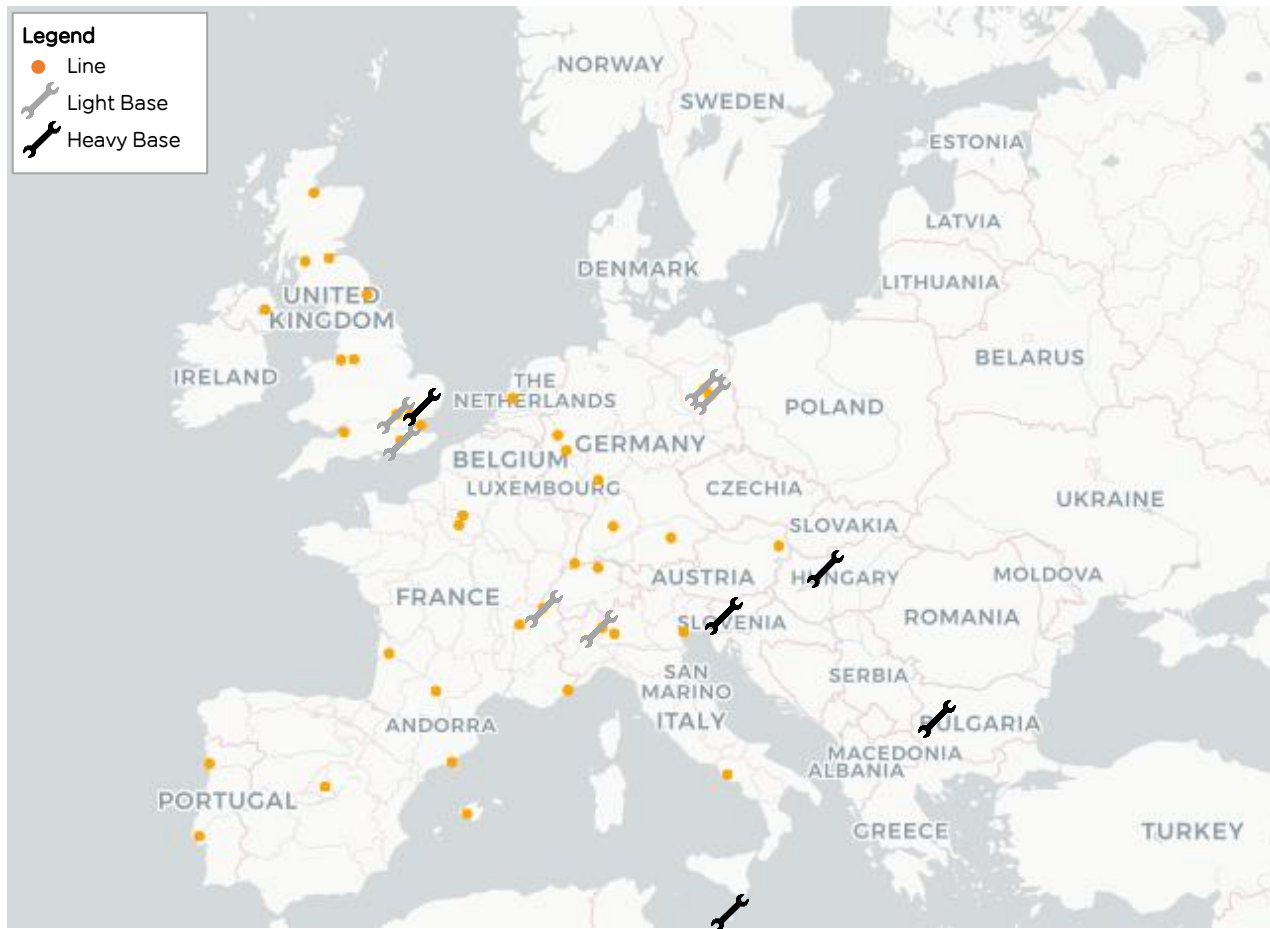 Legend
Line
Light Base
Heavy Base
NORWAY
SWEDEN
ESTONIA
LATVIA
DENMARK
LITHUANIA
UNITED
KINGDOM
BELARUS
IRELAND
THE
NETHERLANDS
POLAND
GERMANY
BELGIUM
LUXEMBOURG
CZECHIA
UKRAINE
SLOVAKIA
AUSTRIA
HUNGARY
MOLDOVA
FRANCE
ROMANIA
SLOVENIA
SAN
MARINO
SERBIA
ITALY
ANDORRA
BULGARIA
MACEDONIA
ALBANIA
PORTUGAL
GREECE
TURKEY